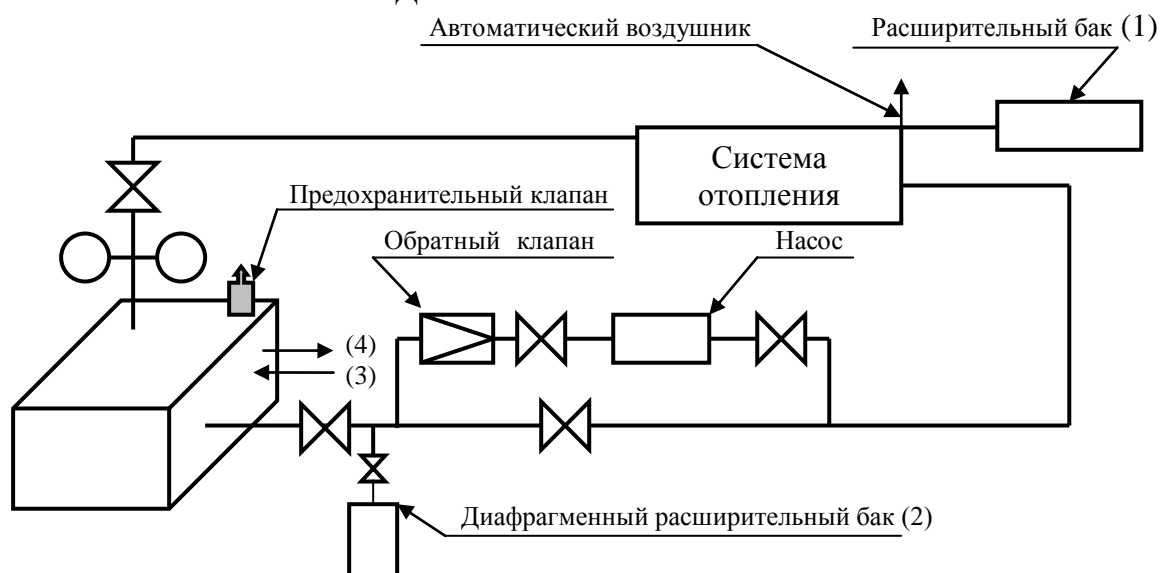 Автоматический воздушник
Расширительный бак (1)
Система
отопления
Предохранительный клапан
Обратный клапан
Насос
(4)
(3)
Диафрагменный расширительный бак (2)